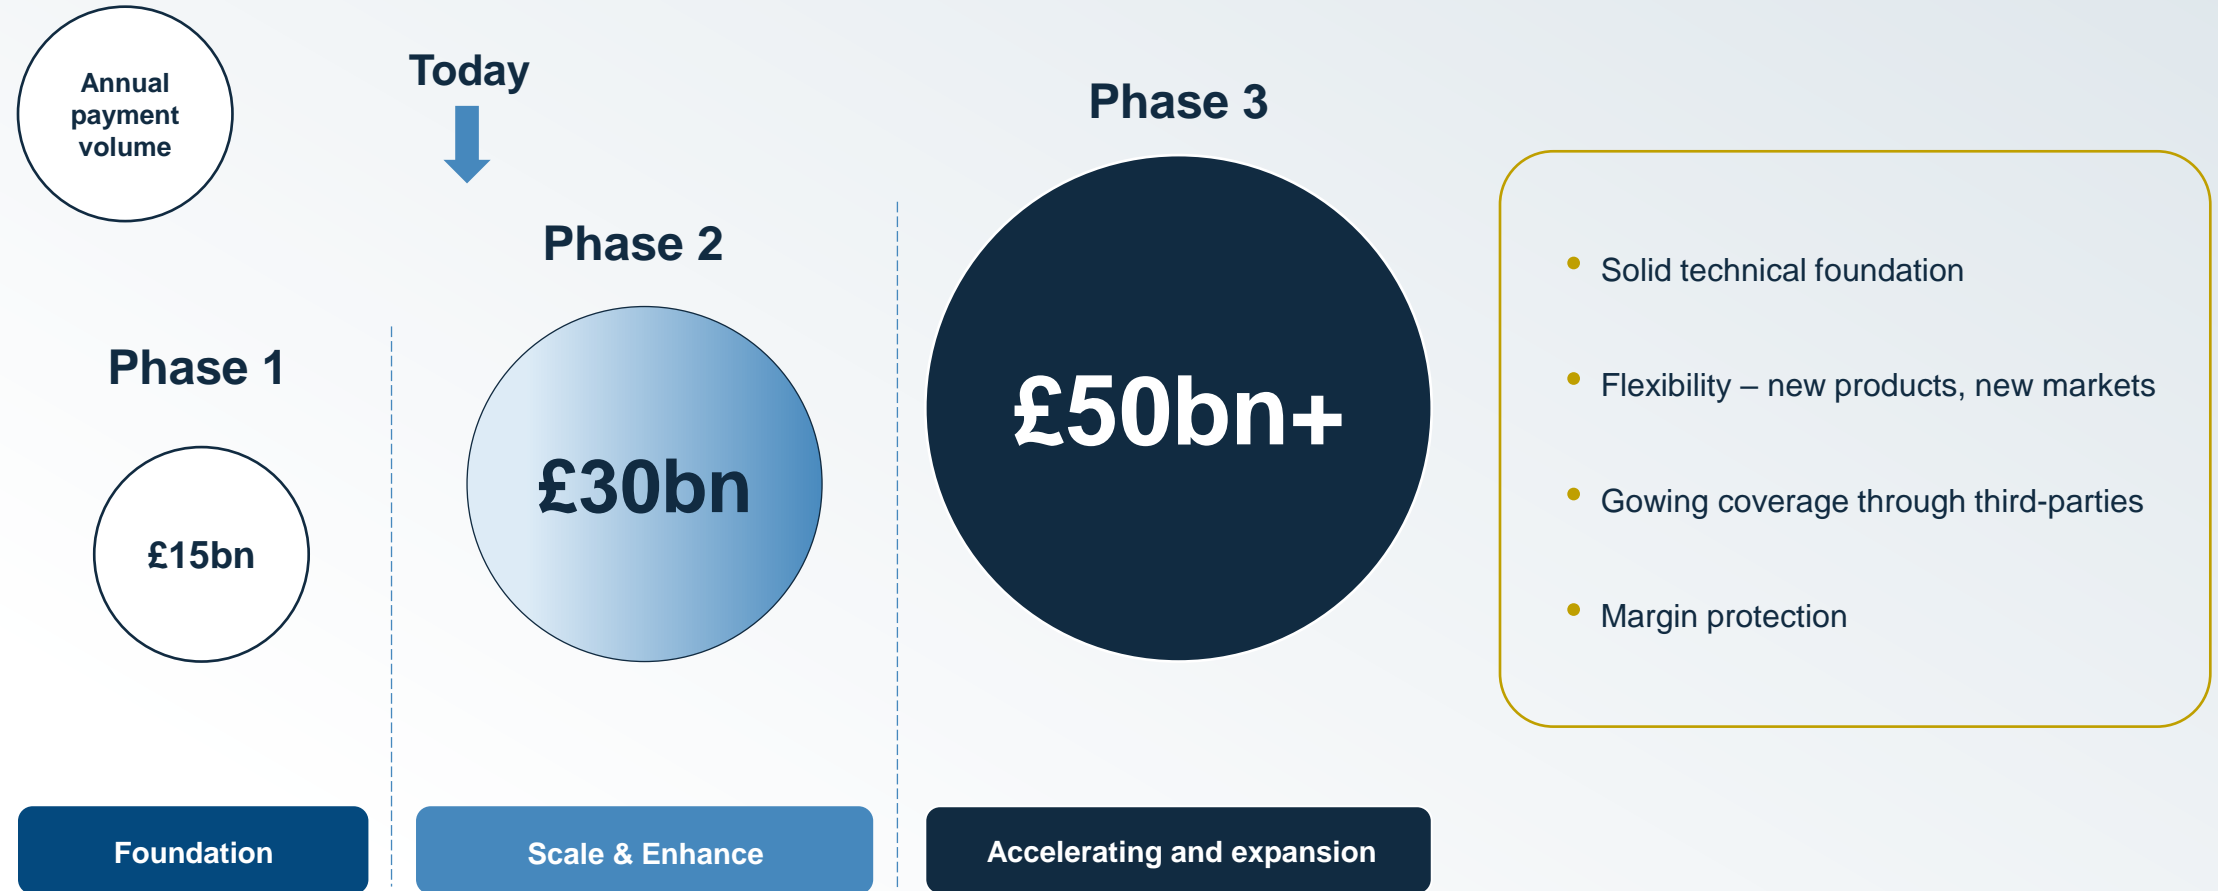 Annual
payment
volume
Today
Phase 1
£15bn
Foundation
Phase 2
£30bn
Scale & Enhance
Phase 3
£50bn+
Accelerating and expansion
• Solid technical foundation
• Flexibility – new products, new markets
• Gowing coverage through third-parties
• Margin protection